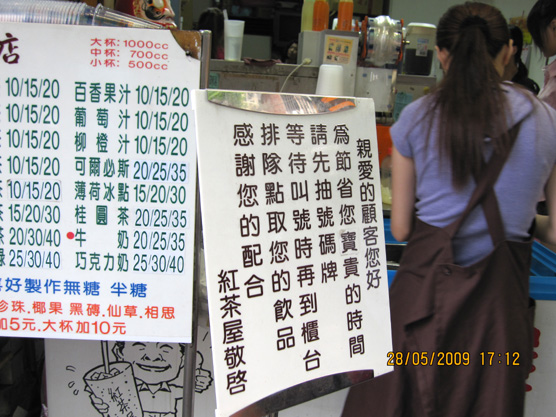 店
大杯：1000cc
中杯：700cc
小杯：500cc
10/15/20 百香果汁 10/15/20
10/15/20 葡萄汁 10/15/20
10/15/20 柳橙汁 10/15/20
10/15/20 可爾必斯 20/25/35
10/15/20 薄荷冰點 15/20/30
15/20/30 桂圓茶 20/25/35
茶 20/30/40 牛奶 20/25/35
綠 25/30/40 巧克力奶 25/30/40
好製作無糖 半糖
珍珠.椰果 黑磚.仙草.相思
加5元.大杯加10元
親愛的顧客您好
為節省您寶貴的時間
請先抽號碼牌
等待叫號時再到櫃台
排隊點取您的飲品
感謝您的配合
紅茶屋敬啓
28/05/2009 17:12